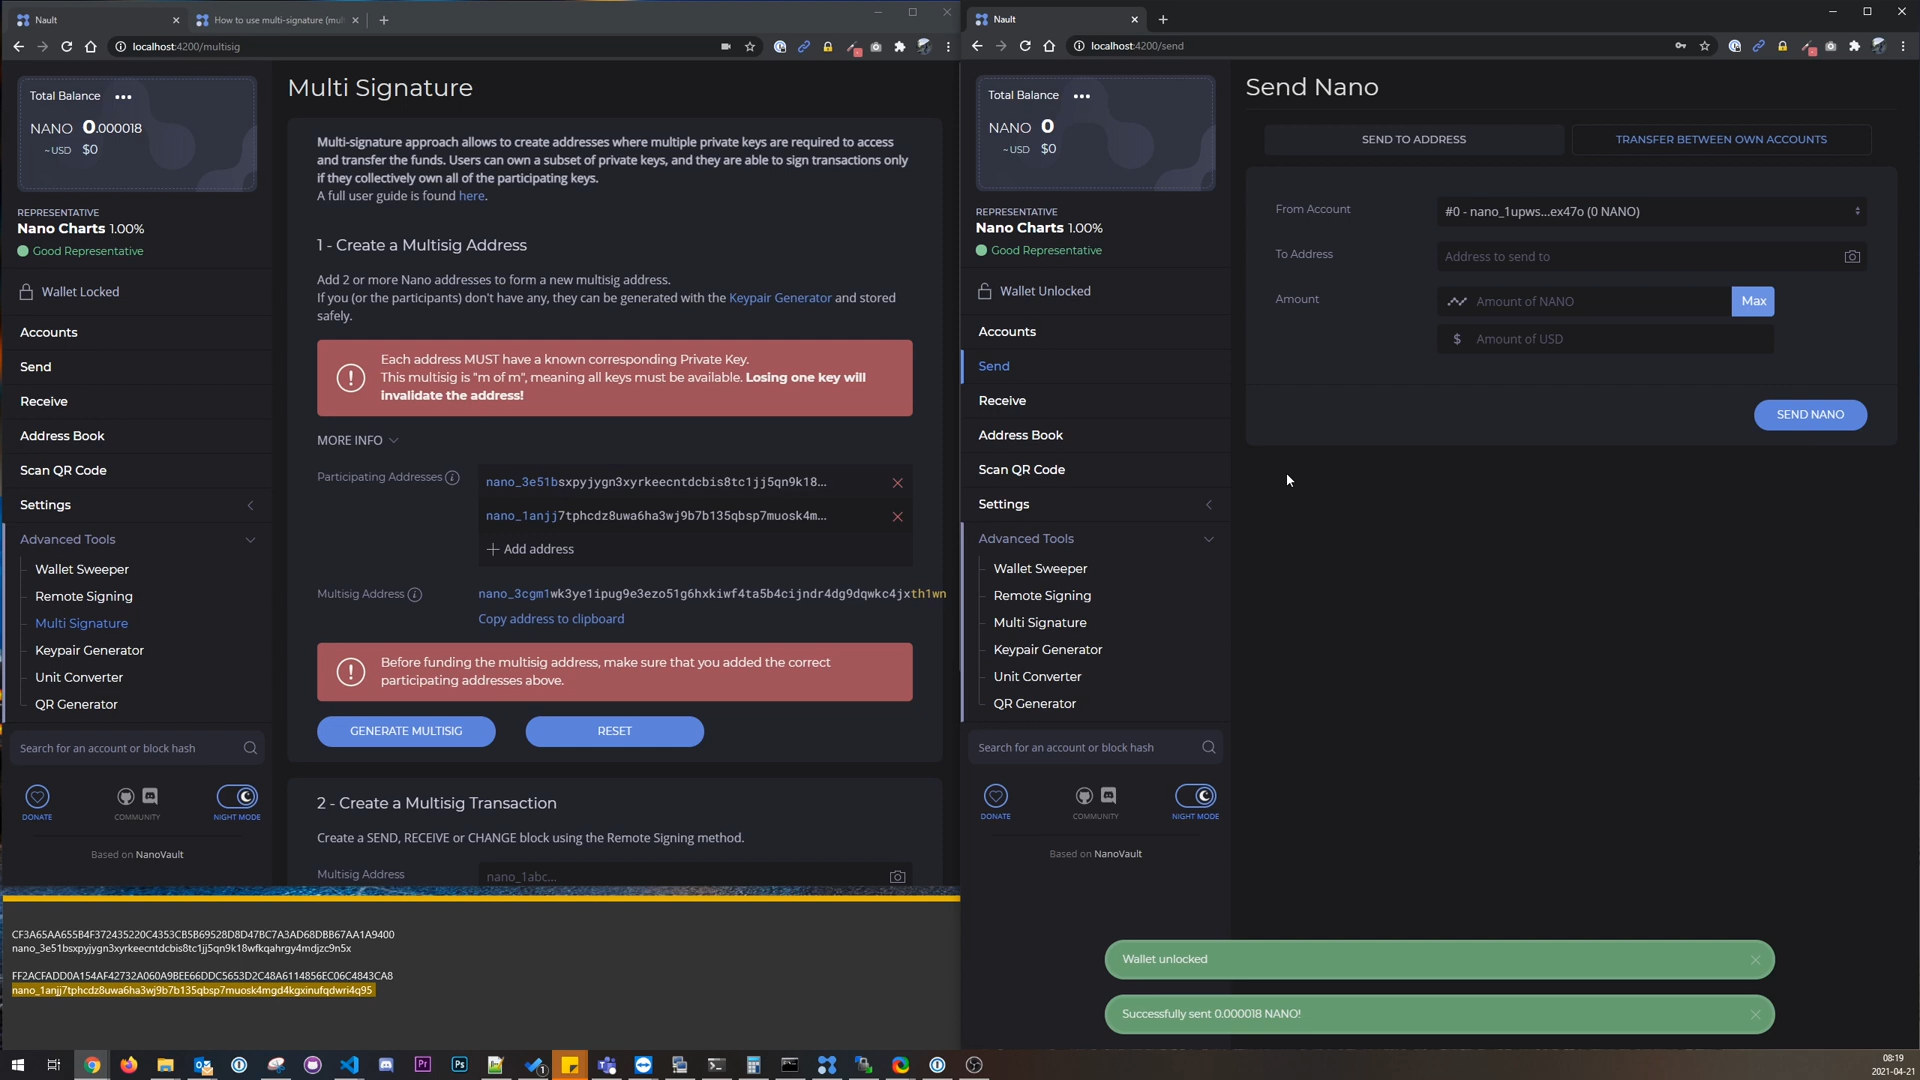 Nault
How to use multi-signature (mul
localhost:4200/multisig
Total Balance
NANO 0.000018
~USD $0
REPRESENTATIVE
Nano Charts 1.00%
Good Representative
Wallet Locked
Accounts
Send
Receive
Address Book
Scan QR Code
Settings
Advanced Tools
Wallet Sweeper
Remote Signing
Multi Signature
Keypair Generator
Unit Converter
QR Generator
Search for an account or block hash
DONATE
COMMUNITY
NIGHT MODE
Based on NanoVault
Multi Signature
Multi-signature approach allows to create addresses where multiple private keys are required to access
and transfer the funds. Users can own a subset of private keys, and they are able to sign transactions only
if they collectively own all of the participating keys.
A full user guide is found here.
1 - Create a Multisig Address
Add 2 or more Nano addresses to form a new multisig address.
If you (or the participants) don't have any, they can be generated with the Keypair Generator and stored
safely.
Each address MUST have a known corresponding Private Key.
This multisig is "m of m", meaning all keys must be available. Losing one key will
invalidate the address!
MORE INFO
Participating Addresses
nano_3e51bsxpyjygn3xyrkeecntdcbis8tc1jj5qn9k18...
nano_1anjj7tphcdz8uwa6ha3wj9b7b135qbsp7muosk4m...
Add address
Multisig Address
nano_3cgm1wk3ye1ipug9e3ezo51g6hxkiwf4ta5b4cijndr4dg9dqwkc4jxth1wn
Copy address to clipboard
Before funding the multisig address, make sure that you added the correct
participating addresses above.
GENERATE MULTISIG
RESET
2 - Create a Multisig Transaction
Create a SEND, RECEIVE or CHANGE block using the Remote Signing method.
Multisig Address
nano_1abc...
CF3A65AA655B4F372435220C4353CB5B69528D8D47BC7A3AD68DBB67AA1A9400
nano_3e51bsxpyjygn3xyrkeecntdcbis8tc1jj5qn9k18wfkqahrgy4mdjzc9n5x
FF2ACFADD0A154AF42732A060A9BEE66DDC5653D2C48A6114856EC06C4843CA8
nano_1anjj7tphcdz8uwa6ha3wj9b7b135qbsp7muosk4mgd4kgxinufqdwri4q95
Nault
localhost:4200/send
Total Balance
NANO 0
~USD $0
REPRESENTATIVE
Nano Charts 1.00%
Good Representative
Wallet Unlocked
Accounts
Send
Receive
Address Book
Scan QR Code
Settings
Advanced Tools
Wallet Sweeper
Remote Signing
Multi Signature
Keypair Generator
Unit Converter
QR Generator
Search for an account or block hash
DONATE
COMMUNITY
NIGHT MODE
Based on NanoVault
Send Nano
SEND TO ADDRESS
TRANSFER BETWEEN OWN ACCOUNTS
From Account
#0 - nano_1upws...ex47o (0 NANO)
To Address
Address to send to
Amount
Amount of NANO
Max
$ Amount of USD
SEND NANO
Wallet unlocked
Successfully sent 0.000018 NANO!
Pr
Ps
1
08:19
2021-04-21